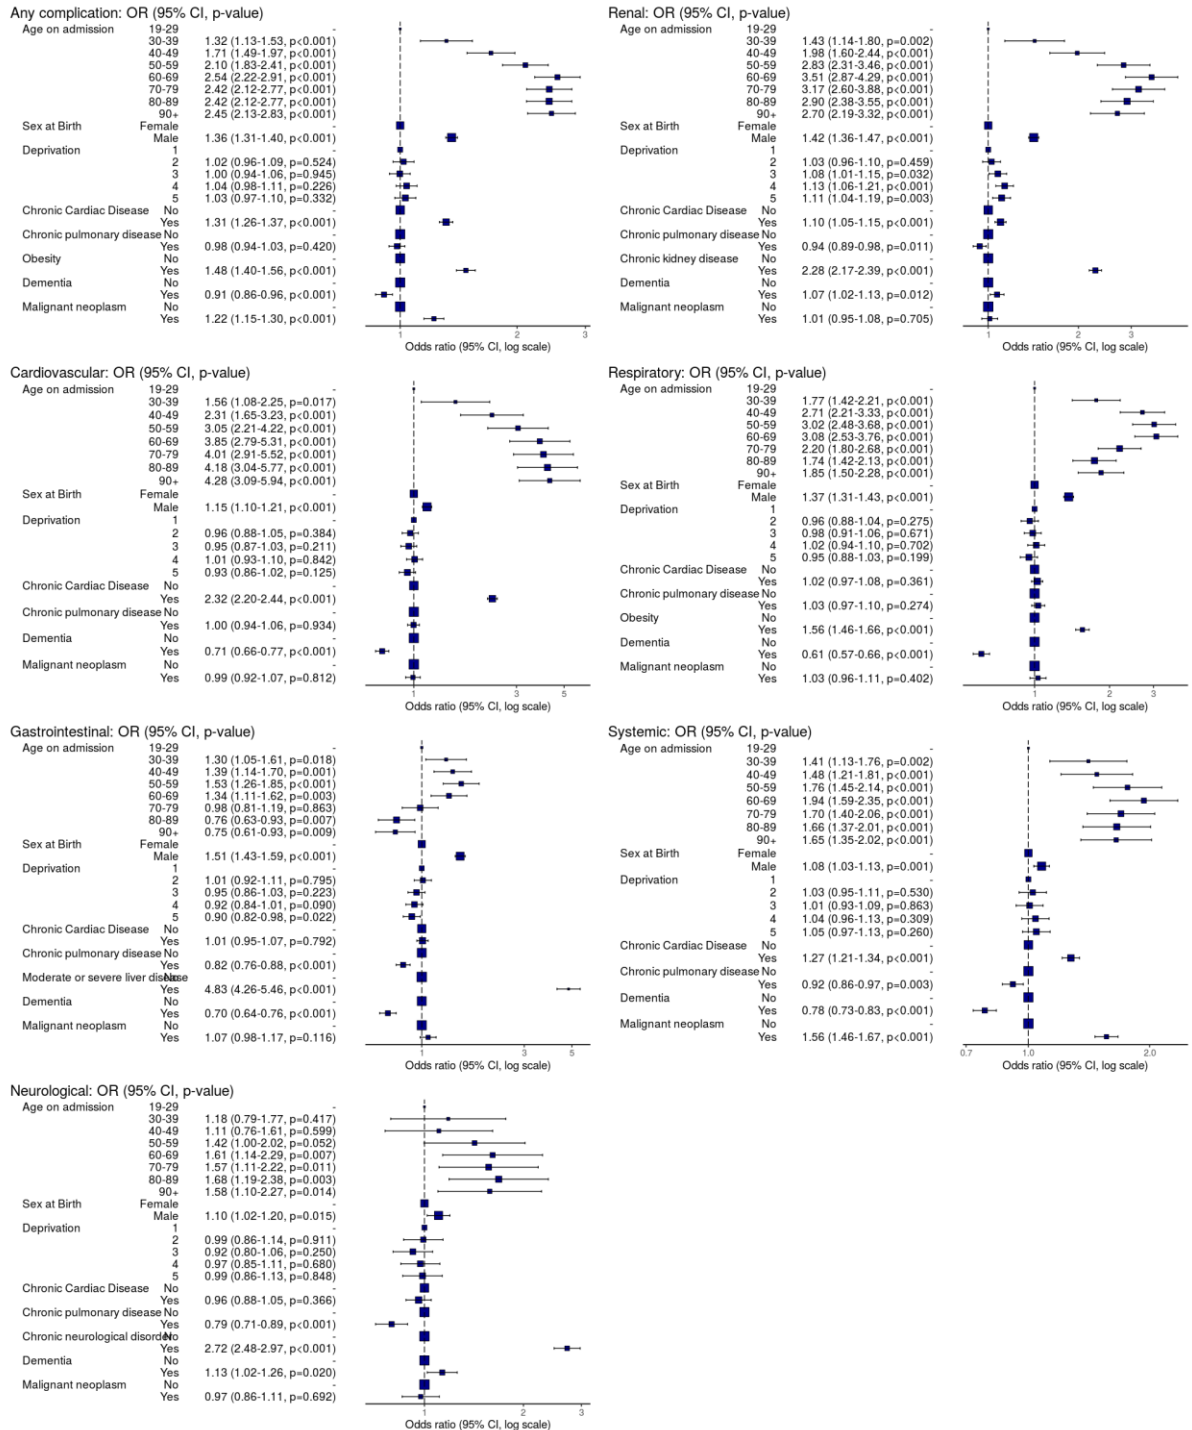 Any complication: OR (95% CI, p-value)
Age on admission 19-29 -
30-39 1.32 (1.13-1.53, p<0.001)
40-49 1.71 (1.49-1.97, p<0.001)
50-59 2.10 (1.83-2.41, p<0.001)
60-69 2.54 (2.22-2.91, p<0.001)
70-79 2.42 (2.12-2.77, p<0.001)
80-89 2.42 (2.12-2.77, p<0.001)
90+ 2.45 (2.13-2.83, p<0.001)
Sex at Birth Female -
Male 1.36 (1.31-1.40, p<0.001)
Deprivation 1 -
2 1.02 (0.96-1.09, p=0.524)
3 1.00 (0.94-1.06, p=0.945)
4 1.04 (0.98-1.11, p=0.226)
5 1.03 (0.97-1.10, p=0.332)
Chronic Cardiac Disease No -
Yes 1.31 (1.26-1.37, p<0.001)
Chronic pulmonary disease No -
Yes 0.98 (0.94-1.03, p=0.420)
Obesity No -
Yes 1.48 (1.40-1.56, p<0.001)
Dementia No -
Yes 0.91 (0.86-0.96, p<0.001)
Malignant neoplasm No -
Yes 1.22 (1.15-1.30, p<0.001)
1 2 3
Odds ratio (95% CI, log scale)
Renal: OR (95% CI, p-value)
Age on admission 19-29 -
30-39 1.43 (1.14-1.80, p=0.002)
40-49 1.98 (1.60-2.44, p<0.001)
50-59 2.83 (2.31-3.46, p<0.001)
60-69 3.51 (2.87-4.29, p<0.001)
70-79 3.17 (2.60-3.88, p<0.001)
80-89 2.90 (2.38-3.55, p<0.001)
90+ 2.70 (2.19-3.32, p<0.001)
Sex at Birth Female -
Male 1.42 (1.36-1.47, p<0.001)
Deprivation 1 -
2 1.03 (0.96-1.10, p=0.459)
3 1.08 (1.01-1.15, p=0.032)
4 1.13 (1.06-1.21, p<0.001)
5 1.11 (1.04-1.19, p=0.003)
Chronic Cardiac Disease No -
Yes 1.10 (1.05-1.15, p<0.001)
Chronic pulmonary disease No -
Yes 0.94 (0.89-0.98, p=0.011)
Chronic kidney disease No -
Yes 2.28 (2.17-2.39, p<0.001)
Dementia No -
Yes 1.07 (1.02-1.13, p=0.012)
Malignant neoplasm No -
Yes 1.01 (0.95-1.08, p=0.705)
1 2 3
Odds ratio (95% CI, log scale)
Cardiovascular: OR (95% CI, p-value)
Age on admission 19-29 -
30-39 1.56 (1.08-2.25, p=0.017)
40-49 2.31 (1.65-3.23, p<0.001)
50-59 3.05 (2.21-4.22, p<0.001)
60-69 3.85 (2.79-5.31, p<0.001)
70-79 4.01 (2.91-5.52, p<0.001)
80-89 4.18 (3.04-5.77, p<0.001)
90+ 4.28 (3.09-5.94, p<0.001)
Sex at Birth Female -
Male 1.15 (1.10-1.21, p<0.001)
Deprivation 1 -
2 0.96 (0.88-1.05, p=0.384)
3 0.95 (0.87-1.03, p=0.211)
4 1.01 (0.93-1.10, p=0.842)
5 0.93 (0.86-1.02, p=0.125)
Chronic Cardiac Disease No -
Yes 2.32 (2.20-2.44, p<0.001)
Chronic pulmonary disease No -
Yes 1.00 (0.94-1.06, p=0.934)
Dementia No -
Yes 0.71 (0.66-0.77, p<0.001)
Malignant neoplasm No -
Yes 0.99 (0.92-1.07, p=0.812)
1 3 5
Odds ratio (95% CI, log scale)
Respiratory: OR (95% CI, p-value)
Age on admission 19-29 -
30-39 1.77 (1.42-2.21, p<0.001)
40-49 2.71 (2.21-3.33, p<0.001)
50-59 3.02 (2.48-3.68, p<0.001)
60-69 3.08 (2.53-3.76, p<0.001)
70-79 2.20 (1.80-2.68, p<0.001)
80-89 1.74 (1.42-2.13, p<0.001)
90+ 1.85 (1.50-2.28, p<0.001)
Sex at Birth Female -
Male 1.37 (1.31-1.43, p<0.001)
Deprivation 1 -
2 0.96 (0.88-1.04, p=0.275)
3 0.98 (0.91-1.06, p=0.671)
4 1.02 (0.94-1.10, p=0.702)
5 0.95 (0.88-1.03, p=0.199)
Chronic Cardiac Disease No -
Yes 1.02 (0.97-1.08, p=0.361)
Chronic pulmonary disease No -
Yes 1.03 (0.97-1.10, p=0.274)
Obesity No -
Yes 1.56 (1.46-1.66, p<0.001)
Dementia No -
Yes 0.61 (0.57-0.66, p<0.001)
Malignant neoplasm No -
Yes 1.03 (0.96-1.11, p=0.402)
1 2 3
Odds ratio (95% CI, log scale)
Gastrointestinal: OR (95% CI, p-value)
Age on admission 19-29 -
30-39 1.30 (1.05-1.61, p=0.018)
40-49 1.39 (1.14-1.70, p=0.001)
50-59 1.53 (1.26-1.85, p<0.001)
60-69 1.34 (1.11-1.62, p=0.003)
70-79 0.98 (0.81-1.19, p=0.863)
80-89 0.76 (0.63-0.93, p=0.007)
90+ 0.75 (0.61-0.93, p=0.009)
Sex at Birth Female -
Male 1.51 (1.43-1.59, p<0.001)
Deprivation 1 -
2 1.01 (0.92-1.11, p=0.795)
3 0.95 (0.86-1.03, p=0.223)
4 0.92 (0.84-1.01, p=0.090)
5 0.90 (0.82-0.98, p=0.022)
Chronic Cardiac Disease No -
Yes 1.01 (0.95-1.07, p=0.792)
Chronic pulmonary disease No -
Yes 0.82 (0.76-0.88, p<0.001)
Moderate or severe liver disease No -
Yes 4.83 (4.26-5.46, p<0.001)
Dementia No -
Yes 0.70 (0.64-0.76, p<0.001)
Malignant neoplasm No -
Yes 1.07 (0.98-1.17, p=0.116)
1 3 5
Odds ratio (95% CI, log scale)
Systemic: OR (95% CI, p-value)
Age on admission 19-29 -
30-39 1.41 (1.13-1.76, p=0.002)
40-49 1.48 (1.21-1.81, p<0.001)
50-59 1.76 (1.45-2.14, p<0.001)
60-69 1.94 (1.59-2.35, p<0.001)
70-79 1.70 (1.40-2.06, p<0.001)
80-89 1.66 (1.37-2.01, p<0.001)
90+ 1.65 (1.35-2.02, p<0.001)
Sex at Birth Female -
Male 1.08 (1.03-1.13, p=0.001)
Deprivation 1 -
2 1.03 (0.95-1.11, p=0.530)
3 1.01 (0.93-1.09, p=0.863)
4 1.04 (0.96-1.13, p=0.309)
5 1.05 (0.97-1.13, p=0.260)
Chronic Cardiac Disease No -
Yes 1.27 (1.21-1.34, p<0.001)
Chronic pulmonary disease No -
Yes 0.92 (0.86-0.97, p=0.003)
Dementia No -
Yes 0.78 (0.73-0.83, p<0.001)
Malignant neoplasm No -
Yes 1.56 (1.46-1.67, p<0.001)
0.7 1.0 2.0
Odds ratio (95% CI, log scale)
Neurological: OR (95% CI, p-value)
Age on admission 19-29 -
30-39 1.18 (0.79-1.77, p=0.417)
40-49 1.11 (0.76-1.61, p=0.599)
50-59 1.42 (1.00-2.02, p=0.052)
60-69 1.61 (1.14-2.29, p=0.007)
70-79 1.57 (1.11-2.22, p=0.011)
80-89 1.68 (1.19-2.38, p=0.003)
90+ 1.58 (1.10-2.27, p=0.014)
Sex at Birth Female -
Male 1.10 (1.02-1.20, p=0.015)
Deprivation 1 -
2 0.99 (0.86-1.14, p=0.911)
3 0.92 (0.80-1.06, p=0.250)
4 0.97 (0.85-1.11, p=0.680)
5 0.99 (0.86-1.13, p=0.848)
Chronic Cardiac Disease No -
Yes 0.96 (0.88-1.05, p=0.366)
Chronic pulmonary disease No -
Yes 0.79 (0.71-0.89, p<0.001)
Chronic neurological disorder No -
Yes 2.72 (2.48-2.97, p<0.001)
Dementia No -
Yes 1.13 (1.02-1.26, p=0.020)
Malignant neoplasm No -
Yes 0.97 (0.86-1.11, p=0.692)
1 2 3
Odds ratio (95% CI, log scale)